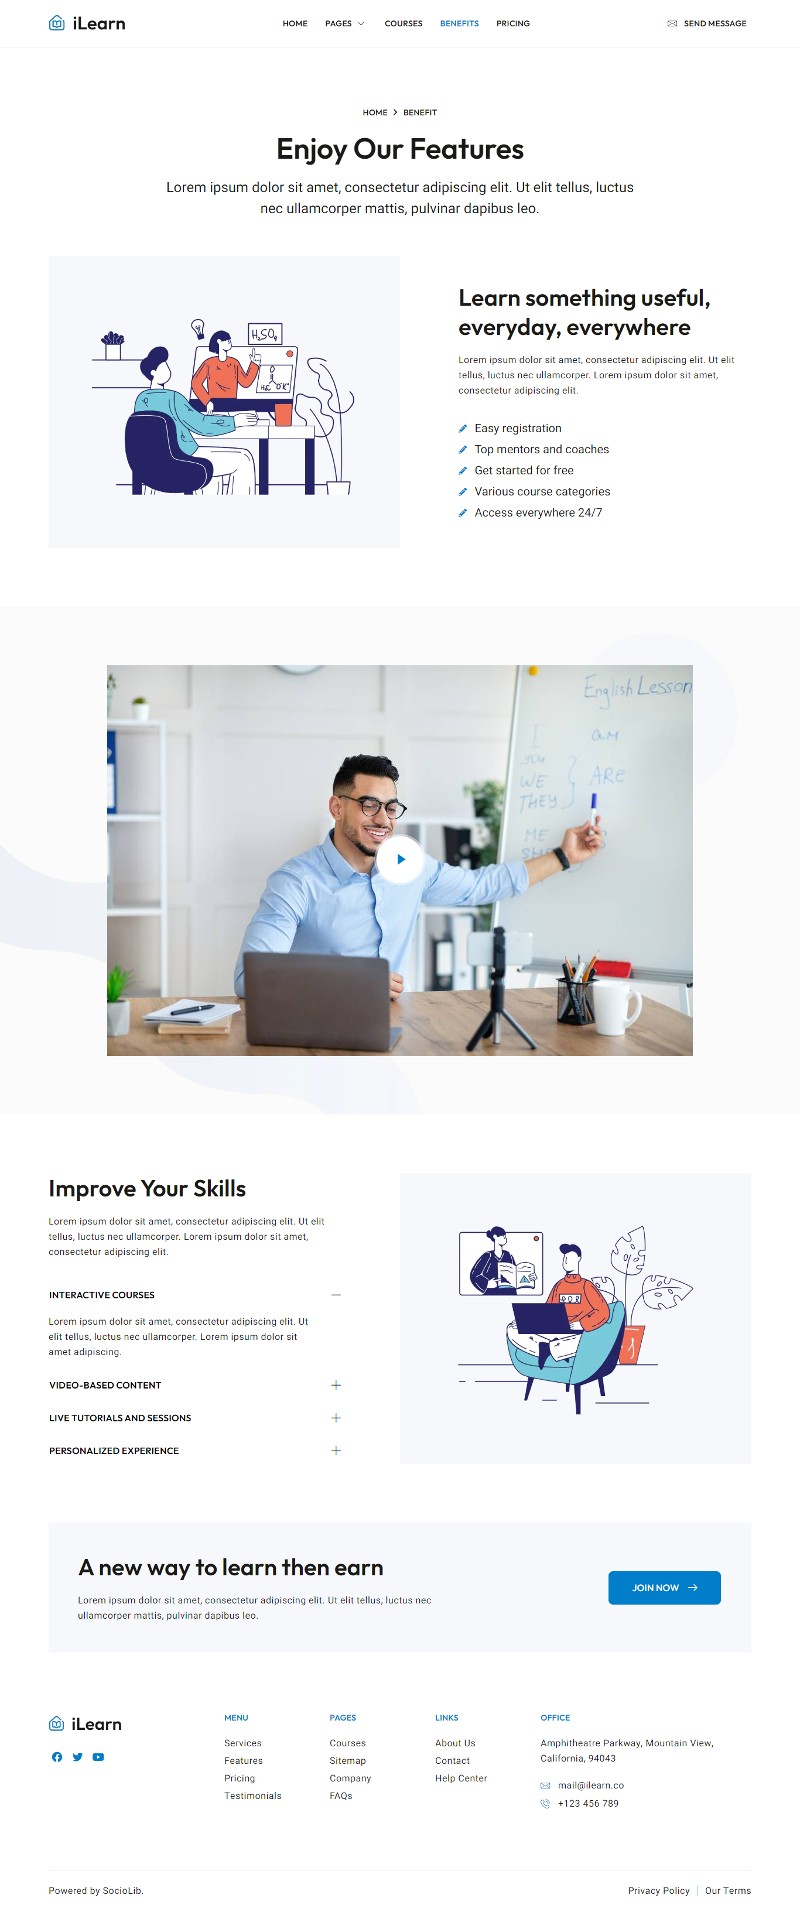 iLearn
HOME
PAGES
COURSES
BENEFITS
PRICING
SEND MESSAGE
HOME > BENEFIT
Enjoy Our Features
Lorem ipsum dolor sit amet, consectetur adipiscing elit. Ut elit tellus, luctus
nec ullamcorper mattis, pulvinar dapibus leo.
H₂SO₄
Learn something useful,
everyday, everywhere
Lorem ipsum dolor sit amet, consectetur adipiscing elit. Ut elit
tellus, luctus nec ullamcorper. Lorem ipsum dolor sit amet,
consectetur adipiscing elit.
Easy registration
Top mentors and coaches
Get started for free
Various course categories
Access everywhere 24/7
English Lesson
I am
YOU
WE ARE
THEY
ME
Improve Your Skills
Lorem ipsum dolor sit amet, consectetur adipiscing elit. Ut elit
tellus, luctus nec ullamcorper. Lorem ipsum dolor sit amet,
consectetur adipiscing elit.
INTERACTIVE COURSES
Lorem ipsum dolor sit amet, consectetur adipiscing elit. Ut
elit tellus, luctus nec ullamcorper. Lorem ipsum dolor sit
amet adipiscing.
VIDEO-BASED CONTENT
LIVE TUTORIALS AND SESSIONS
PERSONALIZED EXPERIENCE
A new way to learn then earn
Lorem ipsum dolor sit amet, consectetur adipiscing elit. Ut elit tellus, luctus nec
ullamcorper mattis, pulvinar dapibus leo.
JOIN NOW
iLearn
MENU
Services
Features
Pricing
Testimonials
PAGES
Courses
Sitemap
Company
FAQs
LINKS
About Us
Contact
Help Center
OFFICE
Amphitheatre Parkway, Mountain View,
California, 94043
mail@ilearn.co
+123 456 789
Powered by SocioLib.
Privacy Policy | Our Terms